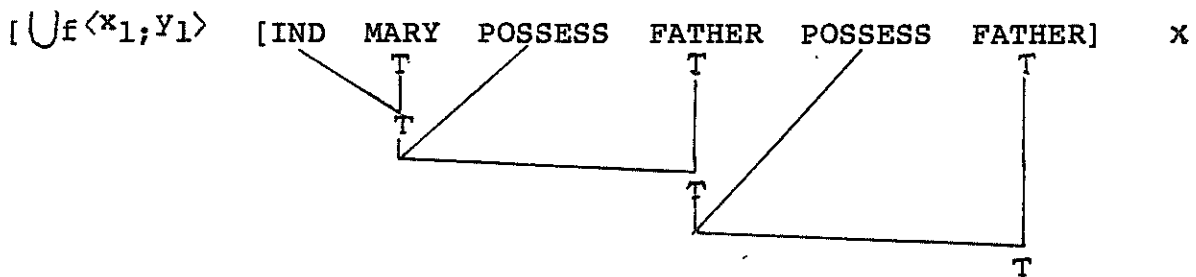 [⋃f⟨x₁;y₁⟩ [IND MARY POSSESS FATHER POSSESS FATHER] x
T T T
T
T
T